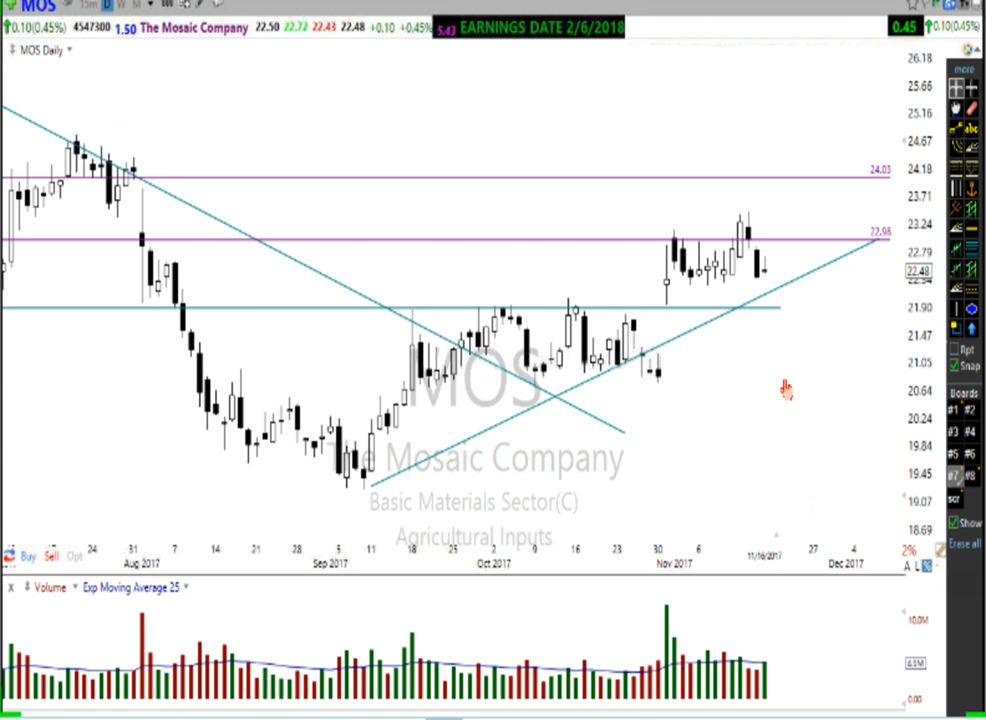 MOS 15m D W M
0.10(0.45%) 4547300 1.50 The Mosaic Company 22.50 22.72 22.43 22.48 +0.10 +0.45% 5.43 EARNINGS DATE 2/6/2018 0.45 0.10(0.45%)
MOS Daily
more
26.18
25.66
25.16
24.67
24.18
23.71
23.24
22.79
22.34
22.48
21.90
21.47
21.05
20.64
20.24
19.84
19.45
19.07
18.69
24.03
22.98
abc
Rpt
Snap
Boards
#1 #2
#3 #4
#5 #6
#7 #8
scr
Show
Erase all
MOS
The Mosaic Company
Basic Materials Sector(C)
Agricultural Inputs
Buy Sell Opt
24 31 7 14 21 28 5 11 18 25 2 9 16 23 30 6 11/16/2017 27 4
Aug 2017 Sep 2017 Oct 2017 Nov 2017 Dec 2017
2%
A L %
X Volume Exp Moving Average 25
10.0M
4.5M
0.00